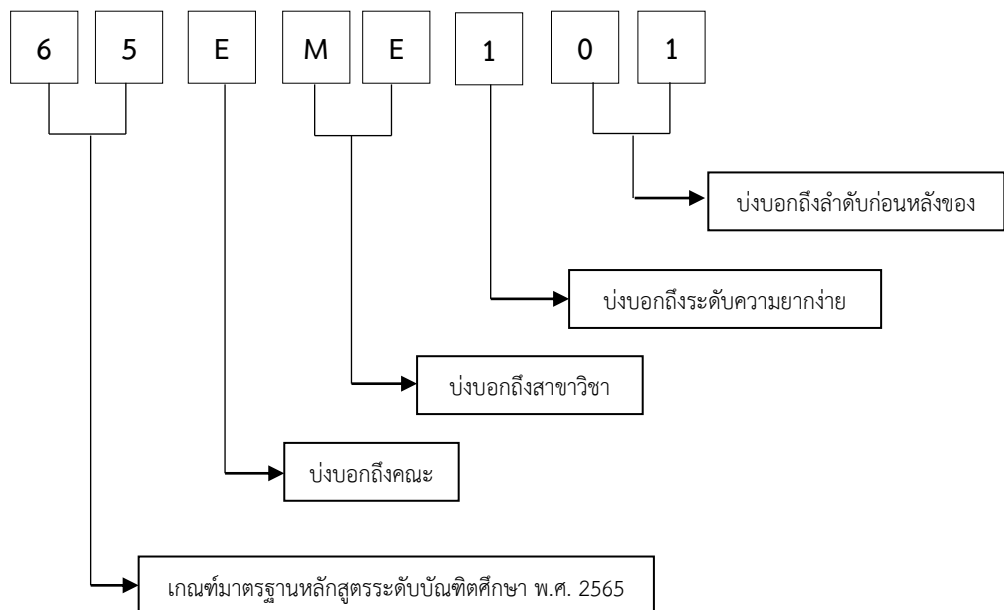 6 5 E M E 1 0 1
บ่งบอกถึงลำดับก่อนหลังของ
บ่งบอกถึงระดับความยากง่าย
บ่งบอกถึงสาขาวิชา
บ่งบอกถึงคณะ
เกณฑ์มาตรฐานหลักสูตรระดับบัณฑิตศึกษา พ.ศ. 2565